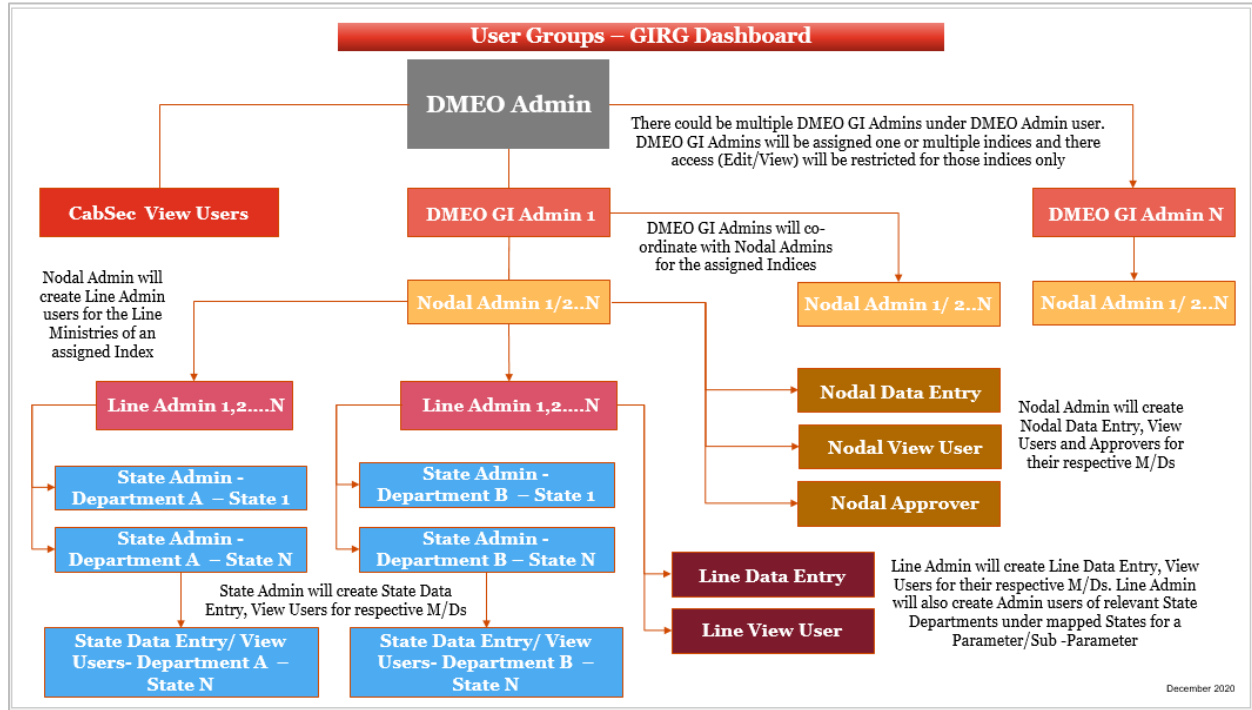 User Groups – GIRG Dashboard
DMEO Admin
There could be multiple DMEO GI Admins under DMEO Admin user.
DMEO GI Admins will be assigned one or multiple indices and there
access (Edit/View) will be restricted for those indices only
CabSec View Users
DMEO GI Admin 1
DMEO GI Admin N
DMEO GI Admins will co-
ordinate with Nodal Admins
for the assigned Indices
Nodal Admin will
create Line Admin
users for the Line
Ministries of an
assigned Index
Nodal Admin 1/2..N
Nodal Admin 1/ 2..N
Nodal Admin 1/ 2..N
Line Admin 1,2....N
Line Admin 1,2....N
Nodal Data Entry
Nodal View User
Nodal Approver
Nodal Admin will create
Nodal Data Entry, View
Users and Approvers for
their respective M/Ds
State Admin -
Department A – State 1
State Admin -
Department B – State 1
State Admin -
Department A – State N
State Admin -
Department B – State N
Line Data Entry
Line View User
Line Admin will create Line Data Entry, View
Users for their respective M/Ds. Line Admin
will also create Admin users of relevant State
Departments under mapped States for a
Parameter/Sub -Parameter
State Admin will create State Data
Entry, View Users for respective M/Ds
State Data Entry/ View
Users- Department A –
State N
State Data Entry/ View
Users- Department B –
State N
December 2020